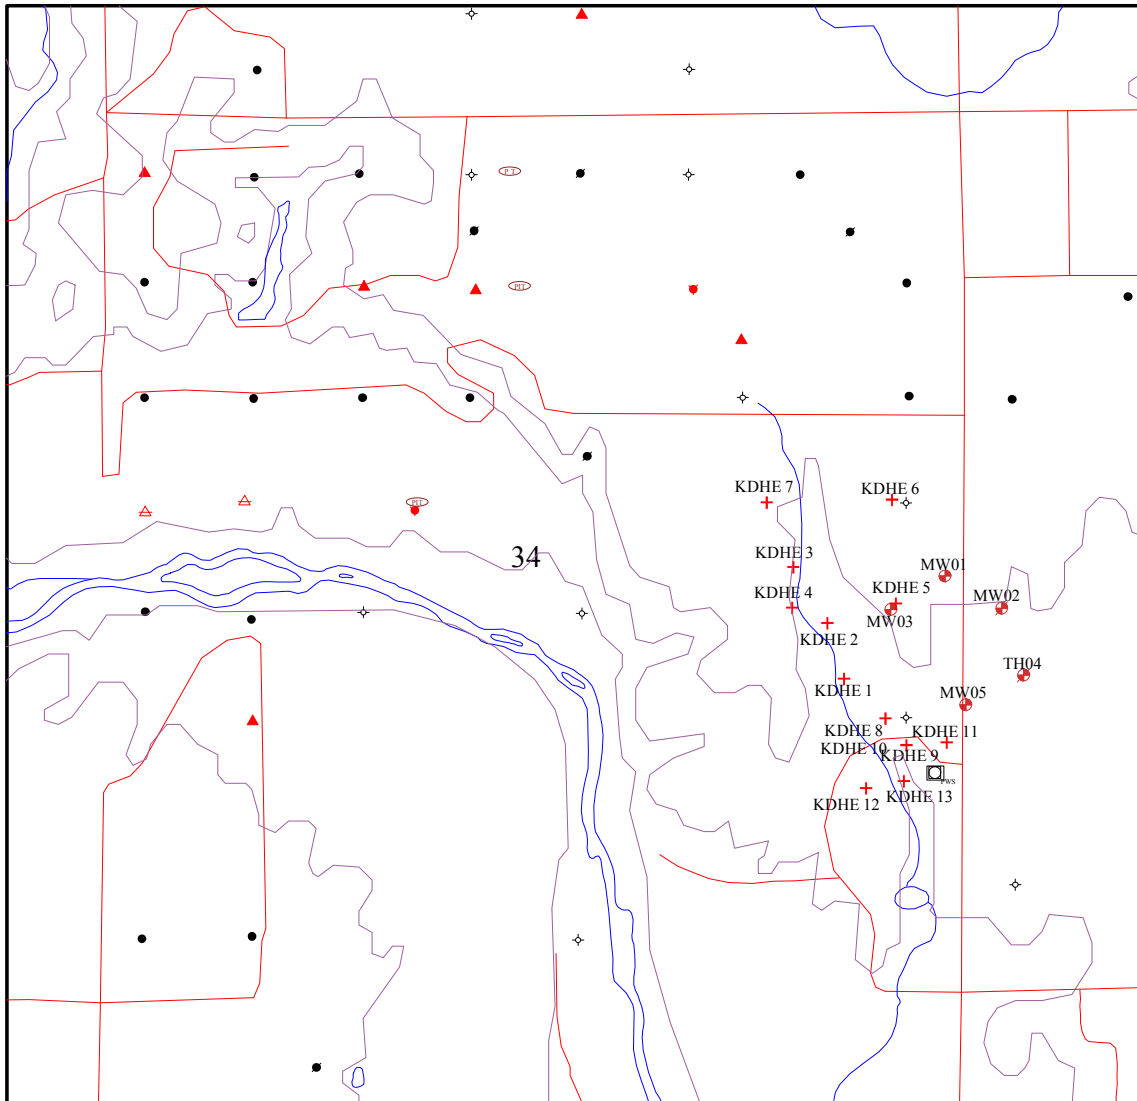 P T
PIT
KDHE 7
KDHE 6
PIT
34
KDHE 3
MW01
KDHE 5
KDHE 4
MW02
MW03
KDHE 2
TH04
KDHE 1
MW05
KDHE 8
KDHE 11
KDHE 10
KDHE 9
PWS
KDHE 13
KDHE 12